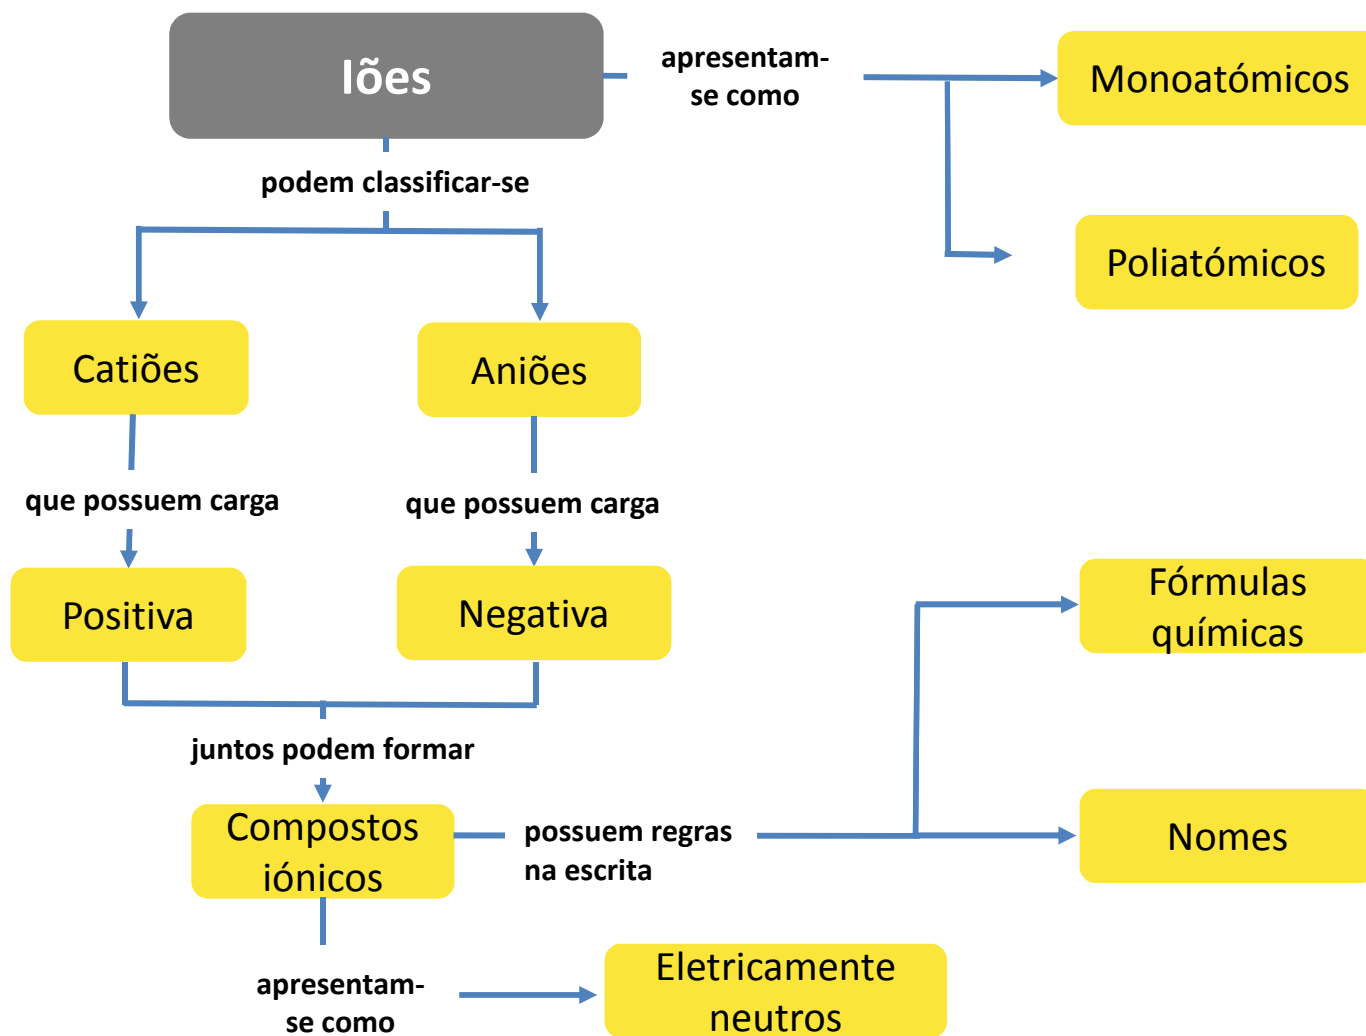 Iões
apresentam-
se como
Monoatómicos
Poliatómicos
podem classificar-se
Catiões
Aniões
que possuem carga
que possuem carga
Positiva
Negativa
juntos podem formar
Compostos
iónicos
possuem regras
na escrita
Fórmulas
químicas
Nomes
apresentam-
se como
Eletricamente
neutros